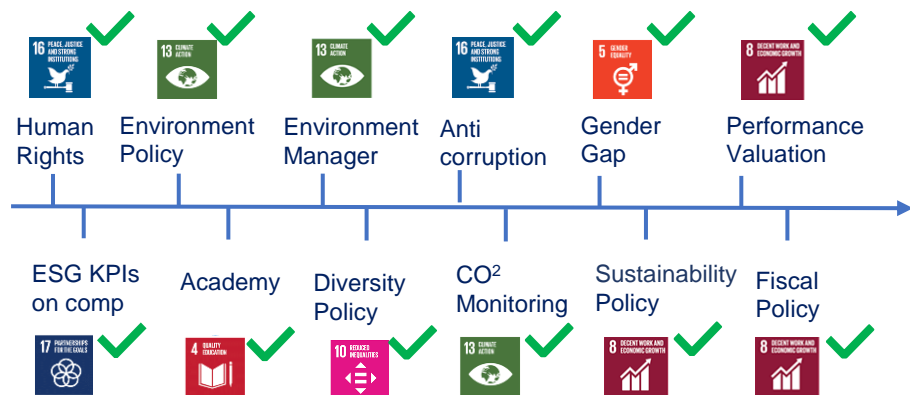 16 PEACE, JUSTICE
AND STRONG
INSTITUTIONS
13 CLIMATE
ACTION
13 CLIMATE
ACTION
16 PEACE, JUSTICE
AND STRONG
INSTITUTIONS
5 GENDER
EQUALITY
8 DECENT WORK AND
ECONOMIC GROWTH
Human
Rights
Environment
Policy
Environment
Manager
Anti
corruption
Gender
Gap
Performance
Valuation
ESG KPIs
on comp
Academy
Diversity
Policy
CO²
Monitoring
Sustainability
Policy
Fiscal
Policy
17 PARTNERSHIPS
FOR THE GOALS
4 QUALITY
EDUCATION
10 REDUCED
INEQUALITIES
13 CLIMATE
ACTION
8 DECENT WORK AND
ECONOMIC GROWTH
8 DECENT WORK AND
ECONOMIC GROWTH